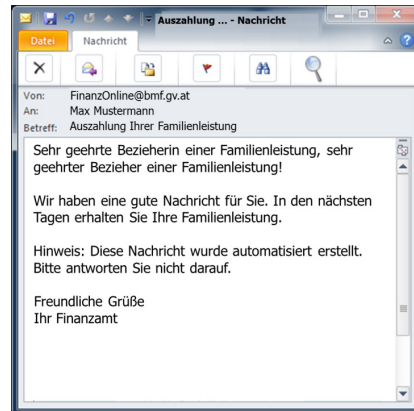 Auszahlung ... - Nachricht
Datei Nachricht
Von: FinanzOnline@bmf.gv.at
An: Max Mustermann
Betreff: Auszahlung Ihrer Familienleistung
Sehr geehrte Bezieherin einer Familienleistung, sehr
geehrter Bezieher einer Familienleistung!
Wir haben eine gute Nachricht für Sie. In den nächsten
Tagen erhalten Sie Ihre Familienleistung.
Hinweis: Diese Nachricht wurde automatisiert erstellt.
Bitte antworten Sie nicht darauf.
Freundliche Grüße
Ihr Finanzamt